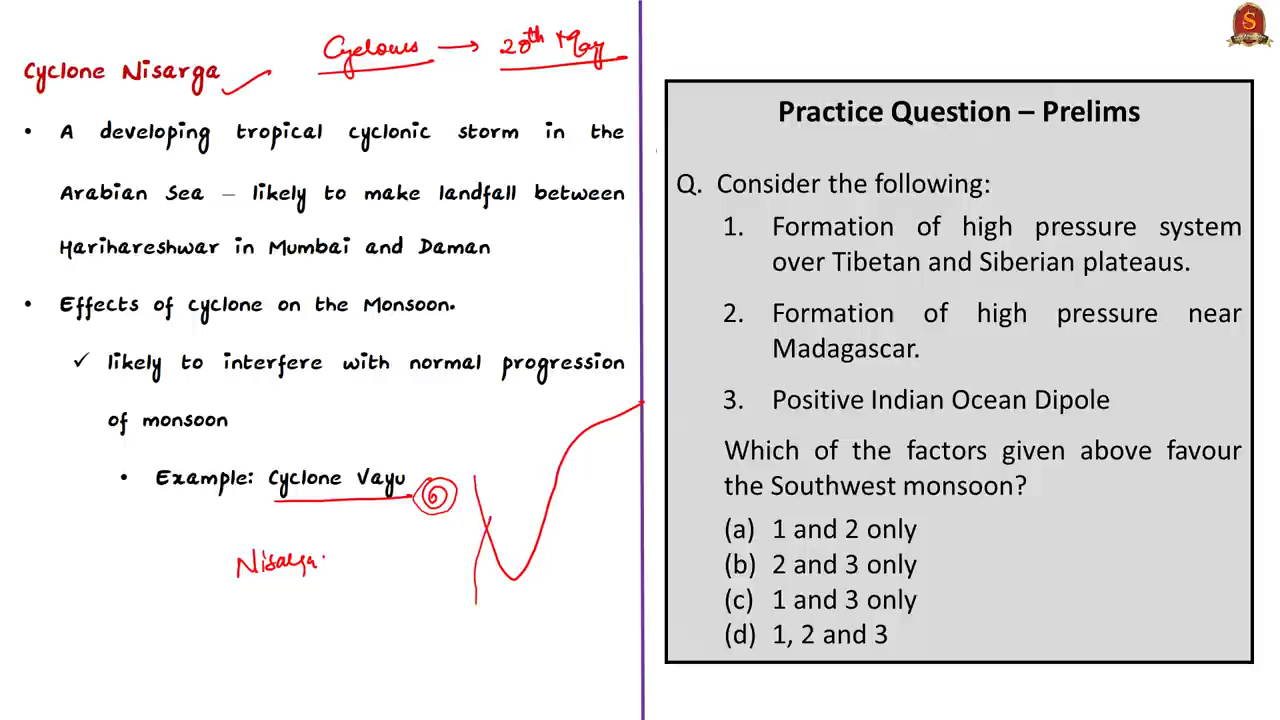 Cyclones → 20th May
Cyclone Nisarga
• A developing tropical cyclonic storm in the
Arabian Sea – likely to make landfall between
Harihareshwar in Mumbai and Daman
• Effects of cyclone on the Monsoon.
✓ likely to interfere with normal progression
of monsoon
• Example: Cyclone Vayu
6
Nisarga
Practice Question – Prelims
Q. Consider the following:
1. Formation of high pressure system
over Tibetan and Siberian plateaus.
2. Formation of high pressure near
Madagascar.
3. Positive Indian Ocean Dipole
Which of the factors given above favour
the Southwest monsoon?
(a) 1 and 2 only
(b) 2 and 3 only
(c) 1 and 3 only
(d) 1, 2 and 3